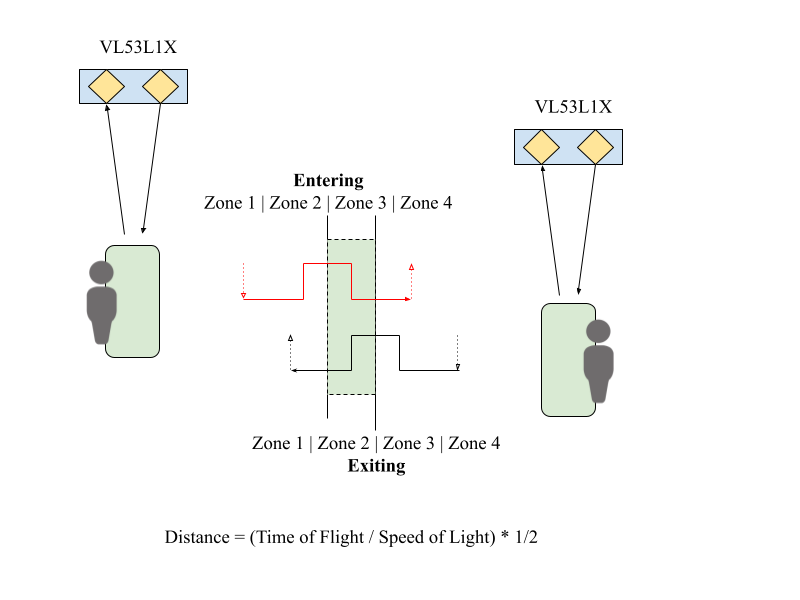 VL53L1X
VL53L1X
Entering
Zone 1 | Zone 2 | Zone 3 | Zone 4
Zone 1 | Zone 2 | Zone 3 | Zone 4
Exiting
Distance = (Time of Flight / Speed of Light) * 1/2